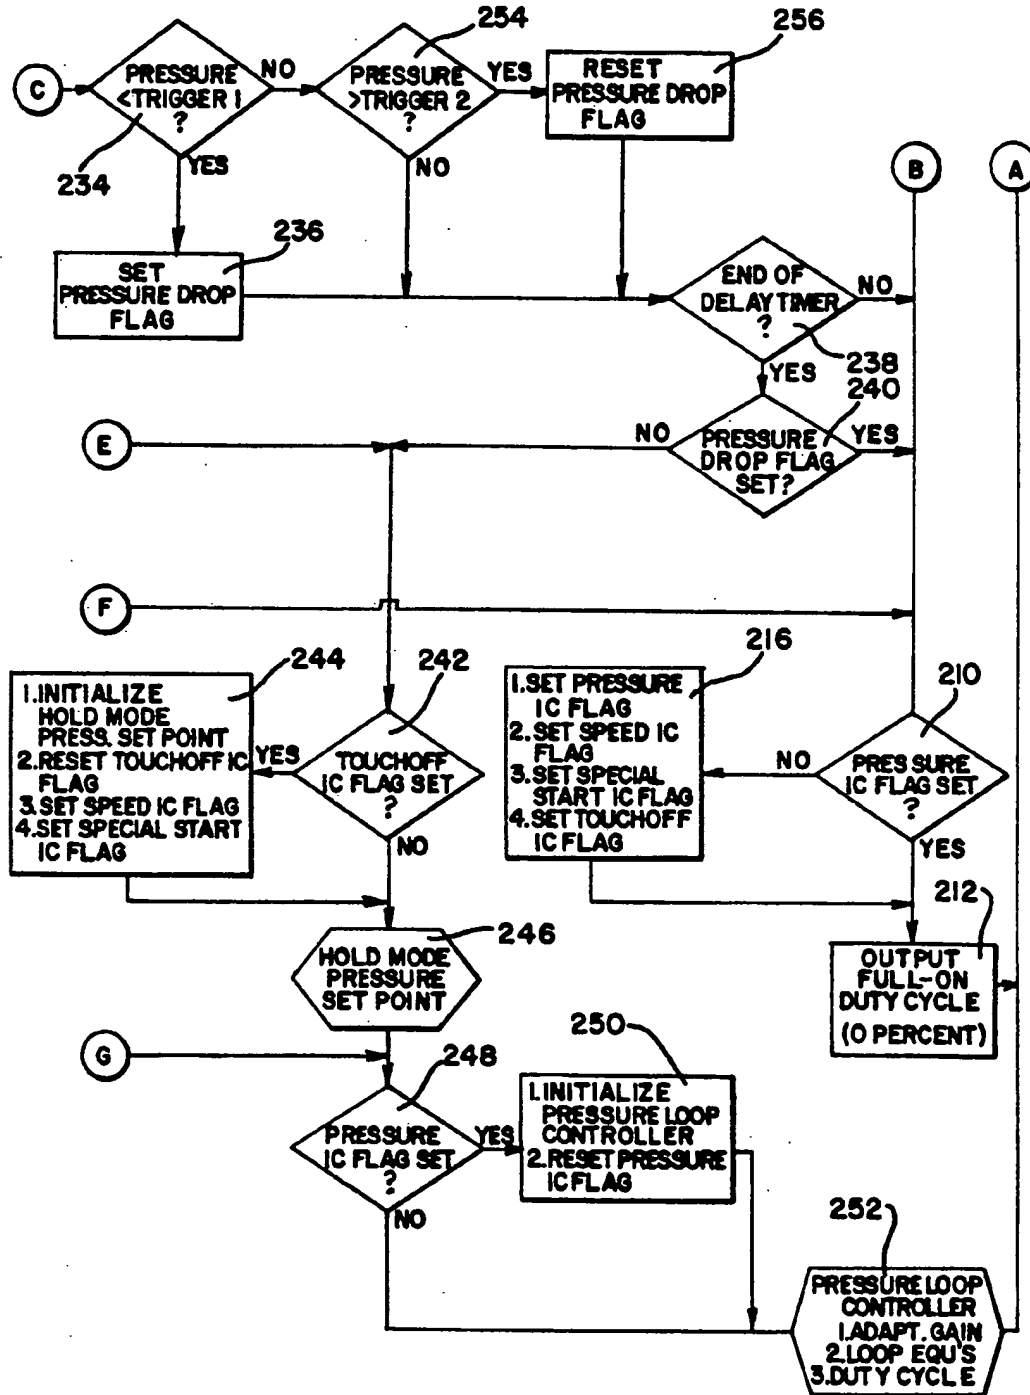 254
256
C
PRESSURE
<TRIGGER 1
?
NO
PRESSURE
>TRIGGER 2
?
YES
RESET
PRESSURE DROP
FLAG
234
YES
NO
B
A
236
SET
PRESSURE DROP
FLAG
END OF
DELAY TIMER
?
NO
238
YES
240
E
NO
PRESSURE
DROP FLAG
SET?
YES
F
244
242
216
210
1. INITIALIZE
HOLD MODE
PRESS. SET POINT
2. RESET TOUCHOFF IC
FLAG
3. SET SPEED IC FLAG
4. SET SPECIAL START
IC FLAG
YES
TOUCHOFF
IC FLAG SET
?
NO
1. SET PRESSURE
IC FLAG
2. SET SPEED IC
FLAG
3. SET SPECIAL
START IC FLAG
4. SET TOUCHOFF
IC FLAG
NO
PRESSURE
IC FLAG SET
?
YES
212
246
HOLD MODE
PRESSURE
SET POINT
OUTPUT
FULL-ON
DUTY CYCLE
(0 PERCENT)
G
248
250
PRESSURE
IC FLAG SET
?
YES
1. INITIALIZE
PRESSURE LOOP
CONTROLLER
2. RESET PRESSURE
IC FLAG
NO
252
PRESSURE LOOP
CONTROLLER
1. ADAPT. GAIN
2. LOOP EQU'S
3. DUTY CYCLE